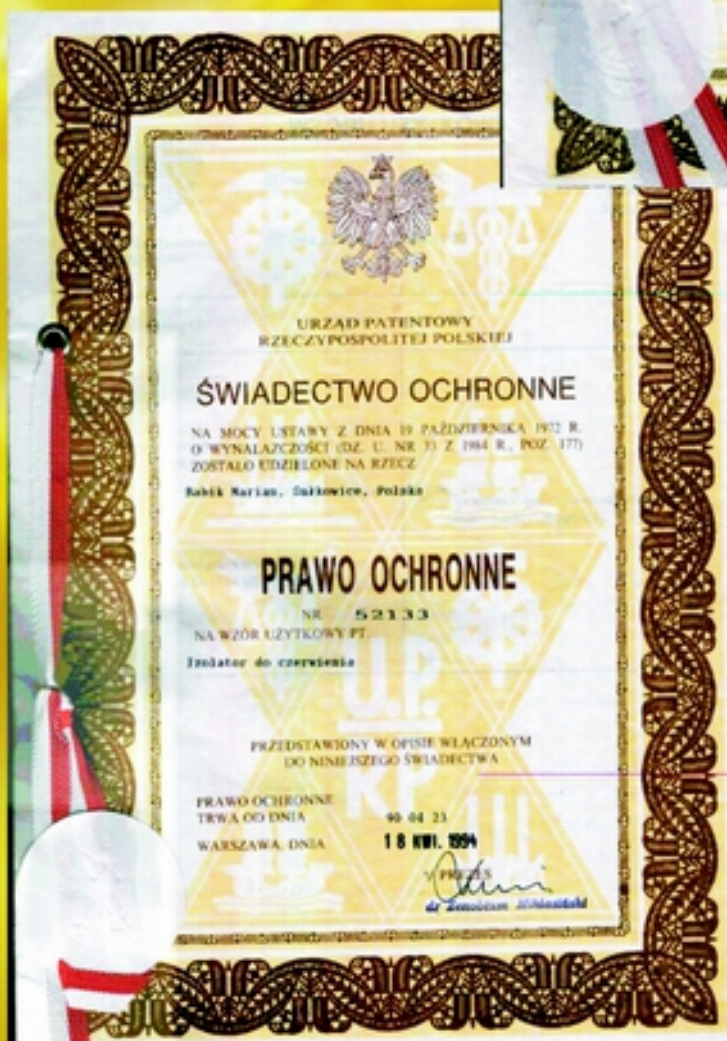 URZĄD PATENTOWY
RZECZYPOSPOLITEJ POLSKIEJ
ŚWIADECTWO OCHRONNE
NA MOCY USTAWY Z DNIA 19 PAŹDZIERNIKA 1972 R.
O WYNALAZCZOŚCI (DZ. U. NR 33 Z 1984 R., POZ. 177)
ZOSTAŁO UDZIELONE NA RZECZ
Marian, Sułkowice, Polska
PRAWO OCHRONNE
NR 52133
NA WZÓR UŻYTKOWY PT.
Izolator do czerwienia
U.P.
RP
PRZEDSTAWIONY W OPISIE WŁĄCZONYM
DO NINIEJSZEGO ŚWIADECTWA
PRAWO OCHRONNE
TRWA OD DNIA 90 04 23
WARSZAWA, DNIA 18 KWI. 1994
PREZES
dr